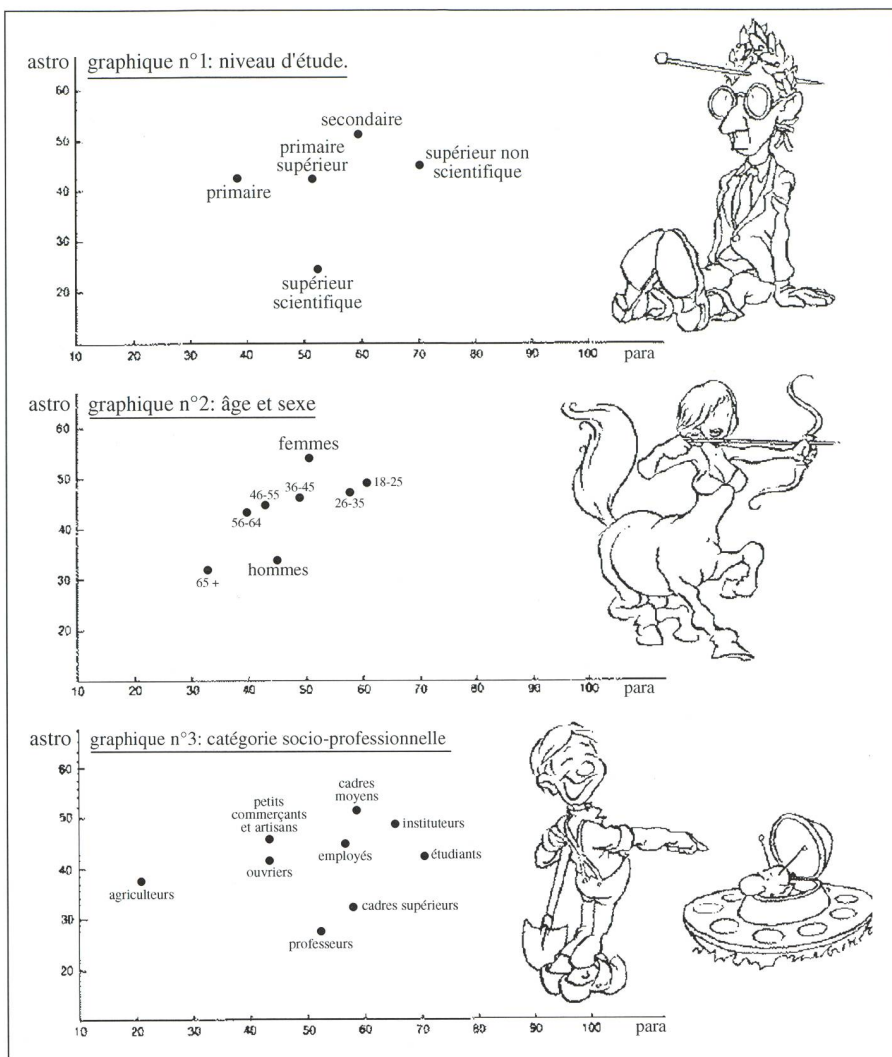 astro graphique n°1: niveau d'étude.
60
secondaire
50
primaire
supérieur
supérieur non
scientifique
40
primaire
30
supérieur
scientifique
20
10 20 30 40 50 60 70 80 90 100 para
astro graphique n°2: âge et sexe
60
femmes
50
18-25
36-45
26-35
46-55
56-64
40
hommes
30
65 +
20
10 20 30 40 50 60 70 80 90 100 para
astro graphique n°3: catégorie socio-professionnelle
60
cadres
moyens
petits
commerçants
et artisans
50
instituteurs
employés
étudiants
ouvriers
40
agriculteurs
cadres supérieurs
30
professeurs
20
10 20 30 40 50 60 70 80 90 100 para